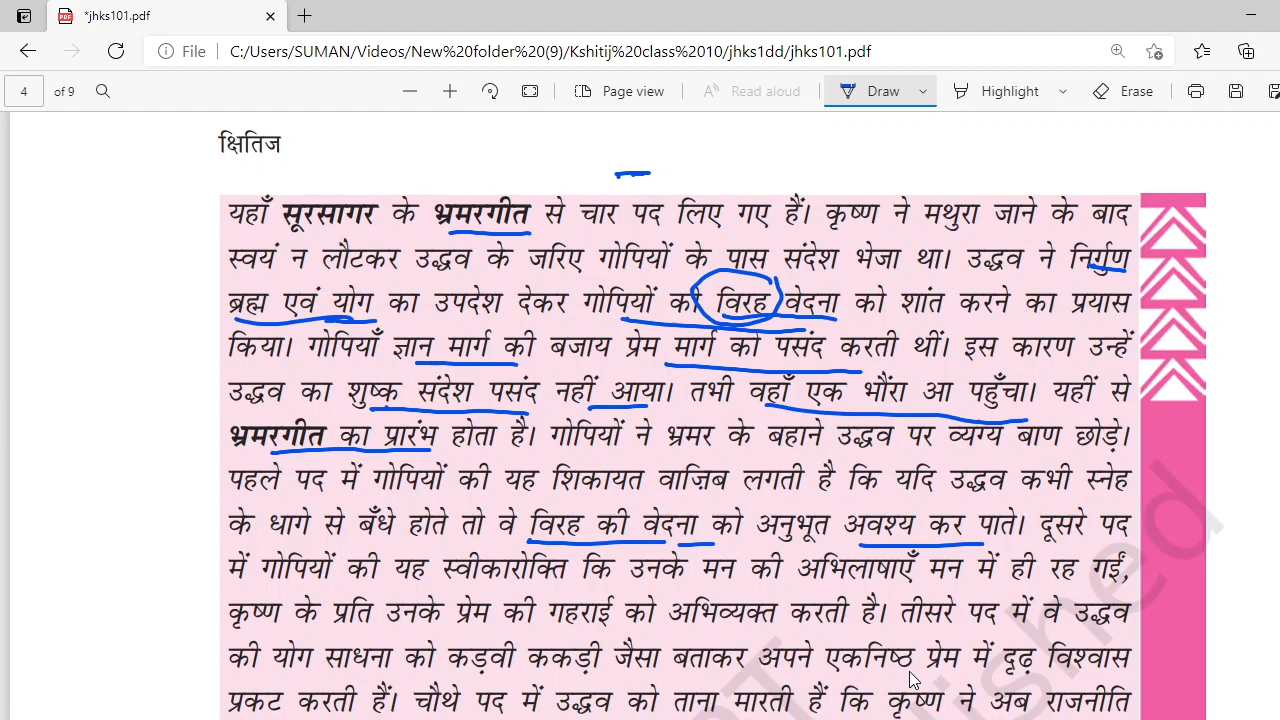 *jhks101.pdf
File C:/Users/SUMAN/Videos/New%20folder%20(9)/Kshitij%20class%2010/jhks1dd/jhks101.pdf
4 of 9 Page view Read aloud Draw Highlight Erase
क्षितिज
यहाँ सूरसागर के भ्रमरगीत से चार पद लिए गए हैं। कृष्ण ने मथुरा जाने के बाद
स्वयं न लौटकर उद्धव के जरिए गोपियों के पास संदेश भेजा था। उद्धव ने निर्गुण
ब्रह्म एवं योग का उपदेश देकर गोपियों की विरह वेदना को शांत करने का प्रयास
किया। गोपियाँ ज्ञान मार्ग की बजाय प्रेम मार्ग को पसंद करती थीं। इस कारण उन्हें
उद्धव का शुष्क संदेश पसंद नहीं आया। तभी वहाँ एक भौंरा आ पहुँचा। यहीं से
भ्रमरगीत का प्रारंभ होता है। गोपियों ने भ्रमर के बहाने उद्धव पर व्यंग्य बाण छोड़े।
पहले पद में गोपियों की यह शिकायत वाज़िब लगती है कि यदि उद्धव कभी स्नेह
के धागे से बँधे होते तो वे विरह की वेदना को अनुभूत अवश्य कर पाते। दूसरे पद
में गोपियों की यह स्वीकारोक्ति कि उनके मन की अभिलाषाएँ मन में ही रह गईं,
कृष्ण के प्रति उनके प्रेम की गहराई को अभिव्यक्त करती है। तीसरे पद में वे उद्धव
की योग साधना को कड़वी ककड़ी जैसा बताकर अपने एकनिष्ठ प्रेम में दृढ़ विश्वास
प्रकट करती हैं। चौथे पद में उद्धव को ताना मारती हैं कि कृष्ण ने अब राजनीति